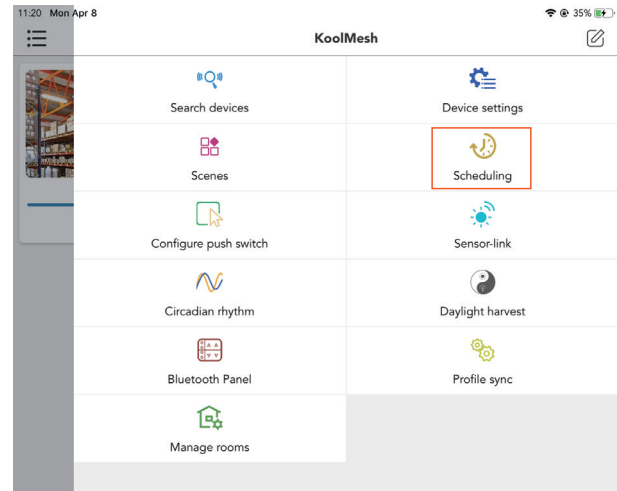 11:20 Mon Apr 8 35%
KoolMesh
Search devices Device settings
Scenes Scheduling
Configure push switch Sensor-link
Circadian rhythm Daylight harvest
Bluetooth Panel Profile sync
Manage rooms